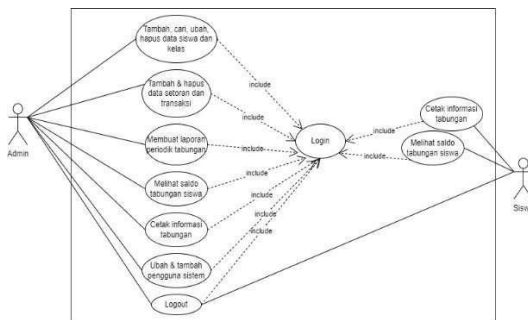 Tambah, cari, ubah,
hapus data siswa dan
kelas
include
Tambah & hapus
data setoran dan
transaksi
include
Cetak informasi
tabungan
include
Admin
Membuat laporan
periodik tabungan
include
Login
include
Melihat saldo
tabungan siswa
Melihat saldo
tabungan siswa
include
Cetak informasi
tabungan
include
Sisw
Ubah & tambah
pengguna sistem
include
Logout
include